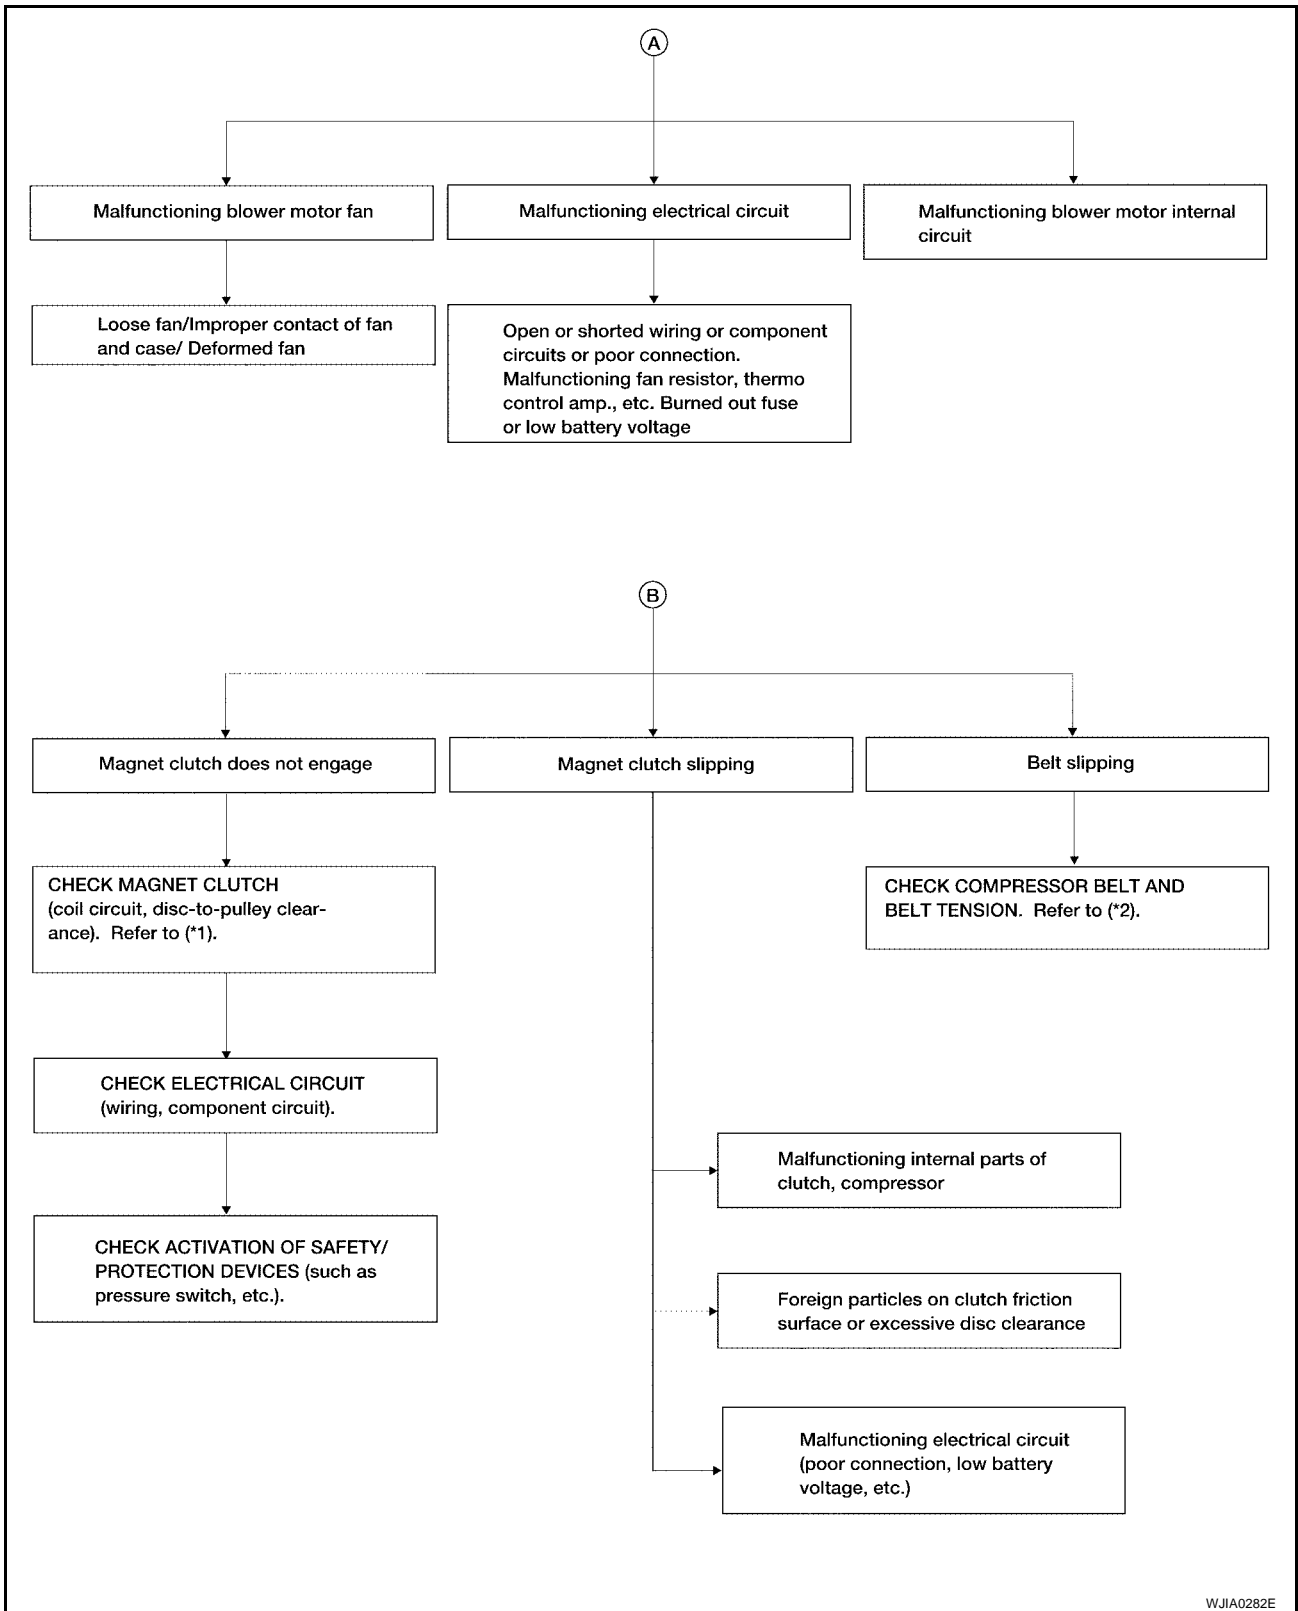 A
Malfunctioning blower motor fan
Malfunctioning electrical circuit
Malfunctioning blower motor internal
circuit
Loose fan/Improper contact of fan
and case/ Deformed fan
Open or shorted wiring or component
circuits or poor connection.
Malfunctioning fan resistor, thermo
control amp., etc. Burned out fuse
or low battery voltage
B
Magnet clutch does not engage
Magnet clutch slipping
Belt slipping
CHECK MAGNET CLUTCH
(coil circuit, disc-to-pulley clear-
ance).  Refer to (*1).
CHECK COMPRESSOR BELT AND
BELT TENSION.  Refer to (*2).
CHECK ELECTRICAL CIRCUIT
(wiring, component circuit).
CHECK ACTIVATION OF SAFETY/
PROTECTION DEVICES (such as
pressure switch, etc.).
Malfunctioning internal parts of
clutch, compressor
Foreign particles on clutch friction
surface or excessive disc clearance
Malfunctioning electrical circuit
(poor connection, low battery
voltage, etc.)
WJIA0282E